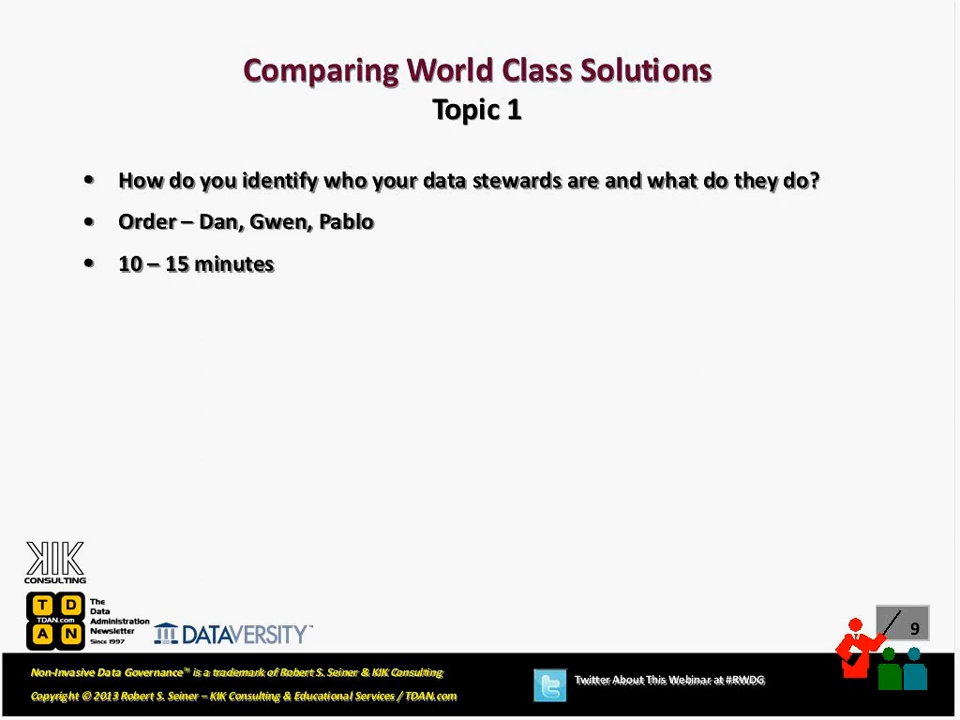 Comparing World Class Solutions
Topic 1
• How do you identify who your data stewards are and what do they do?
• Order – Dan, Gwen, Pablo
• 10 – 15 minutes
KIK
CONSULTING
T D
TDAN.com
A N
The
Data
Administration
Newsletter
Since 1997
DATAVERSITY™
9
Non-Invasive Data Governance™ is a trademark of Robert S. Seiner & KIK Consulting
Copyright © 2013 Robert S. Seiner – KIK Consulting & Educational Services / TDAN.com
Twitter About This Webinar at #RWDG